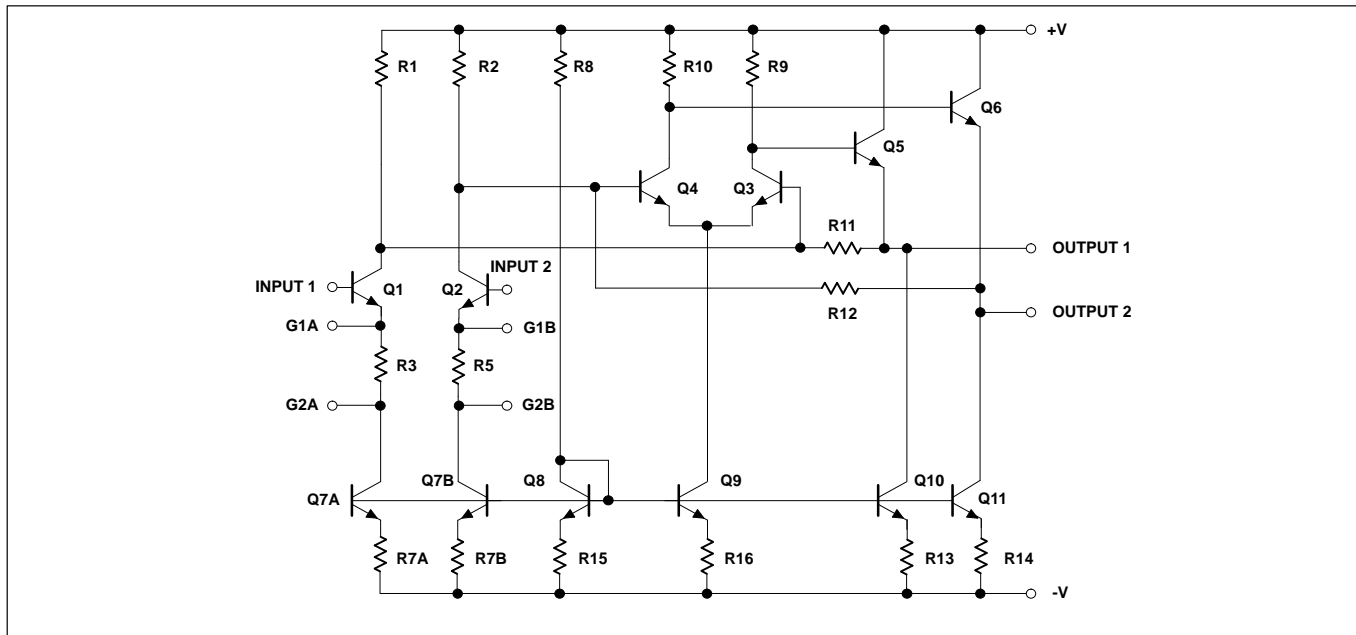 +V
R1 R2 R8 R10 R9
Q6
Q5
Q4 Q3
R11
OUTPUT 1
INPUT 2
INPUT 1 Q1 Q2
R12
OUTPUT 2
G1A G1B
R3 R5
G2A G2B
Q7B Q8 Q9 Q10
Q7A Q11
R7A R7B R15 R16 R13 R14
-V